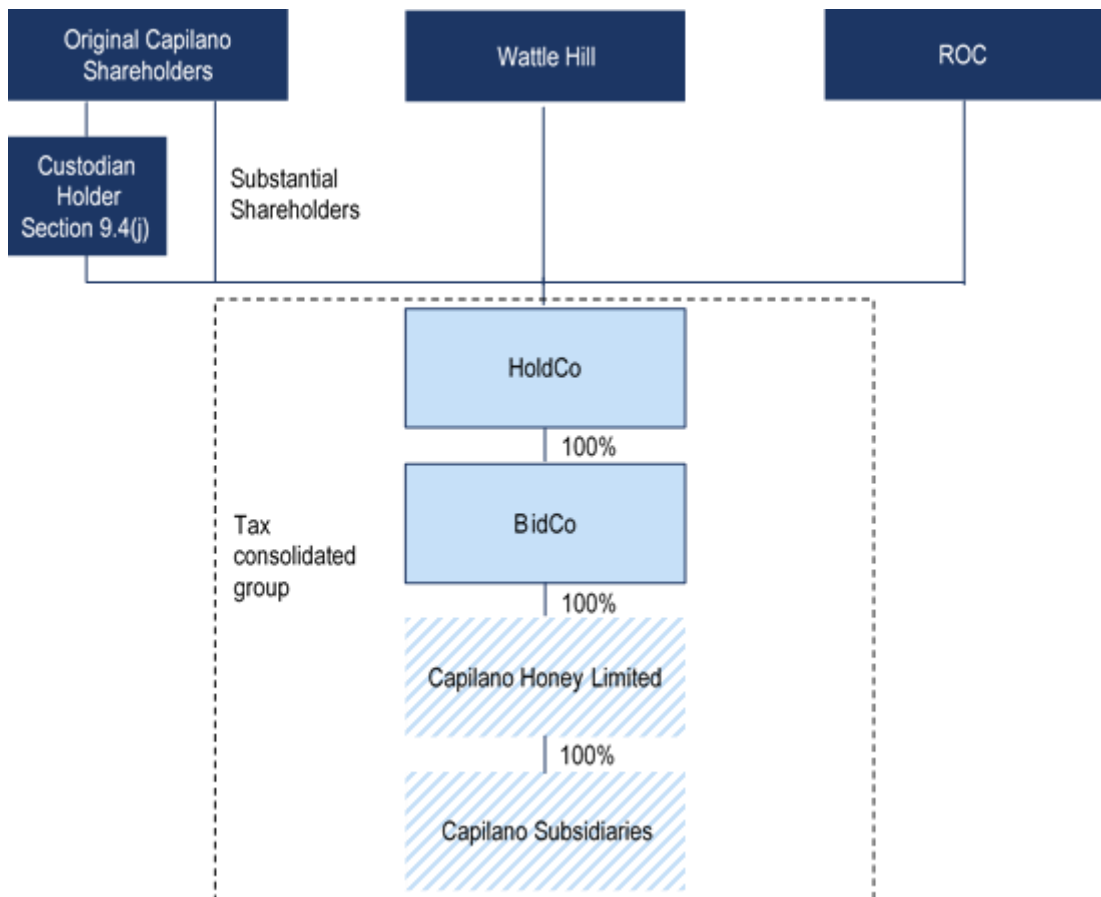 Original Capilano
Shareholders
Wattle Hill
ROC
Custodian
Holder
Section 9.4(j)
Substantial
Shareholders
HoldCo
100%
BidCo
Tax
consolidated
group
100%
Capilano Honey Limited
100%
Capilano Subsidiaries